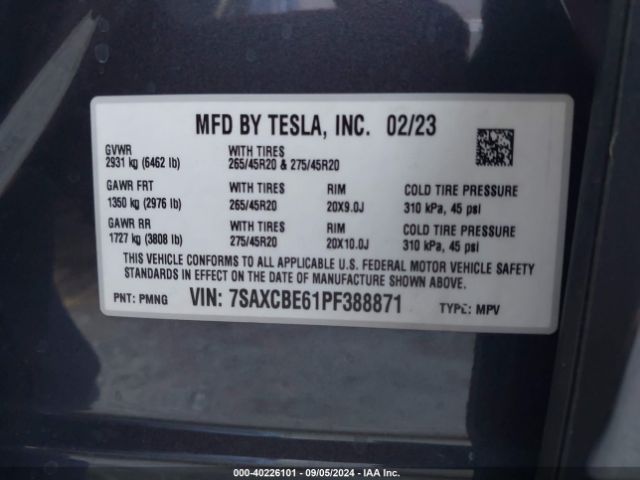 MFD BY TESLA, INC. 02/23
GVWR WITH TIRES
2931 kg (6462 lb) 265/45R20 & 275/45R20
GAWR FRT WITH TIRES RIM COLD TIRE PRESSURE
1350 kg (2976 lb) 265/45R20 20X9.0J 310 kPa, 45 psi
GAWR RR WITH TIRES RIM COLD TIRE PRESSURE
1727 kg (3808 lb) 275/45R20 20X10.0J 310 kPa, 45 psi
THIS VEHICLE CONFORMS TO ALL APPLICABLE U.S. FEDERAL MOTOR VEHICLE SAFETY
STANDARDS IN EFFECT ON THE DATE OF MANUFACTURE SHOWN ABOVE.
PNT: PMNG VIN: 7SAXCBE61PF388871 TYPE: MPV
000-40226101 - 09/05/2024 - IAA Inc.